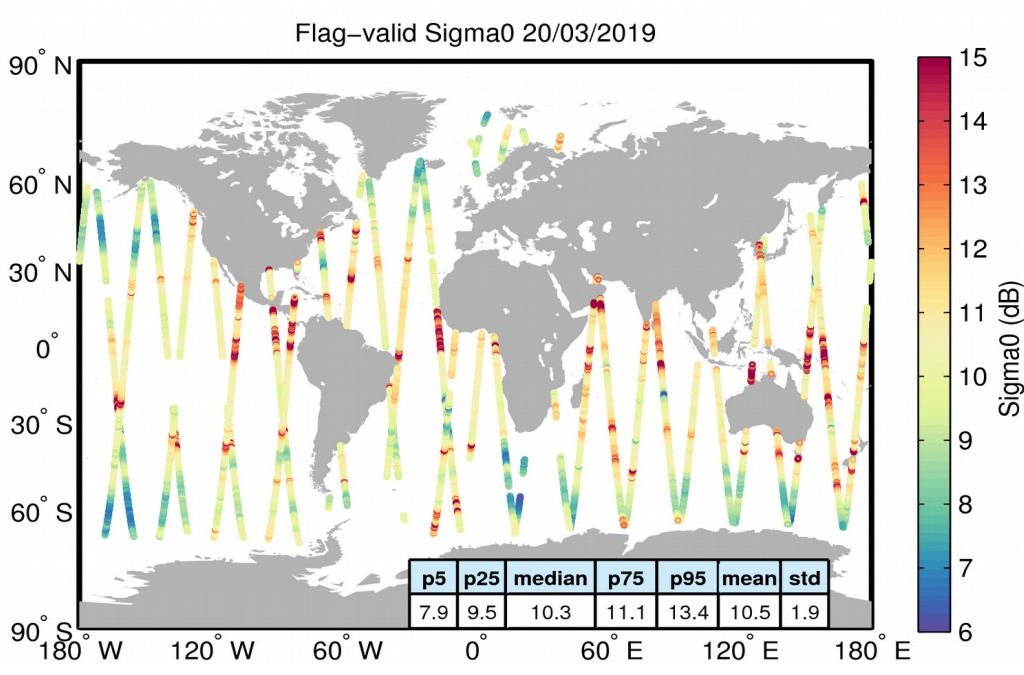 Flag−valid Sigma0 20/03/2019
90° N
60° N
30° N
0°
30° S
60° S
90° S
180° W
120° W
60° W
0°
60° E
120° E
180° E
p5 p25 median p75 p95 mean std
7.9 9.5 10.3 11.1 13.4 10.5 1.9
15
14
13
12
11
10
9
8
7
6
Sigma0 (dB)